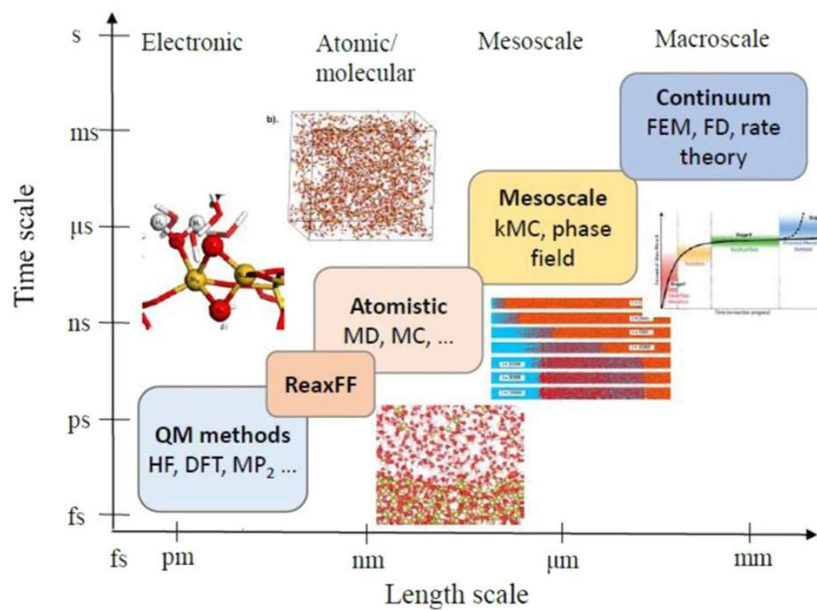 s
Electronic
Atomic/
molecular
Mesoscale
Macroscale
Continuum
FEM, FD, rate
theory
ms
b).
Mesoscale
kMC, phase
field
μs
Time scale
Atomistic
MD, MC, ...
ns
ReaxFF
QM methods
HF, DFT, MP₂ ...
ps
fs
fs
pm
nm
μm
mm
Length scale